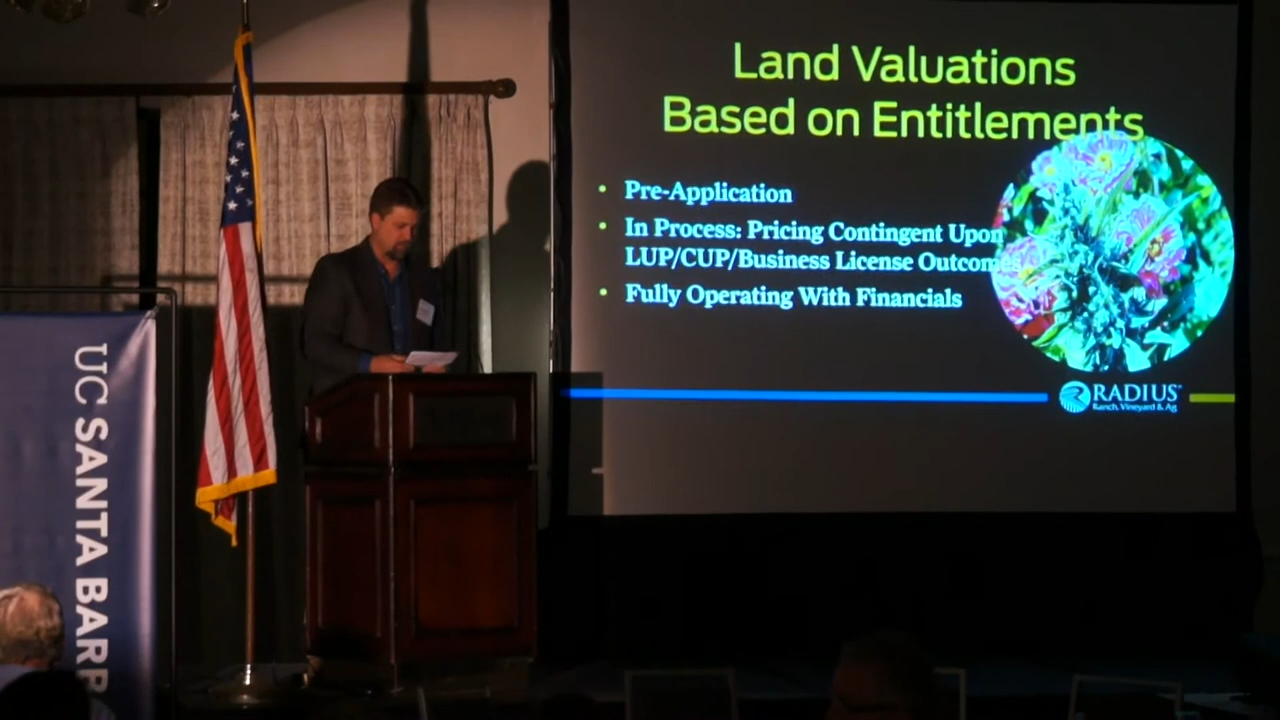 Land Valuations
Based on Entitlements
• Pre-Application
• In Process: Pricing Contingent Upon
LUP/CUP/Business License Outcomes
• Fully Operating With Financials
RADIUS
Ranch, Vineyard & Ag
UC SANTA BARB